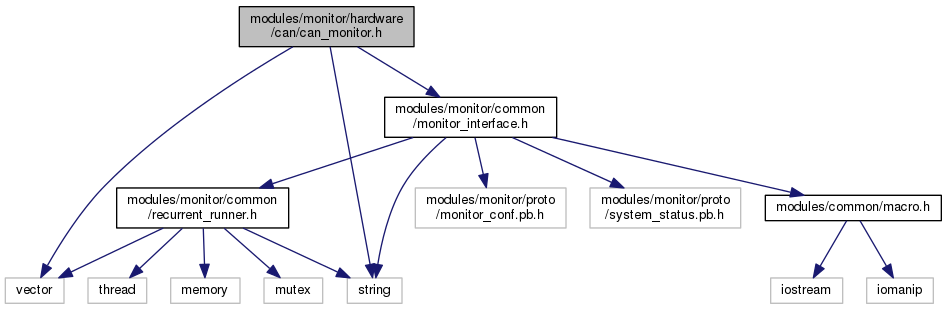 modules/monitor/hardware
/can/can_monitor.h
modules/monitor/common
/monitor_interface.h
modules/monitor/common
/recurrent_runner.h
modules/monitor/proto
/monitor_conf.pb.h
modules/monitor/proto
/system_status.pb.h
modules/common/macro.h
vector
thread
memory
mutex
string
iostream
iomanip